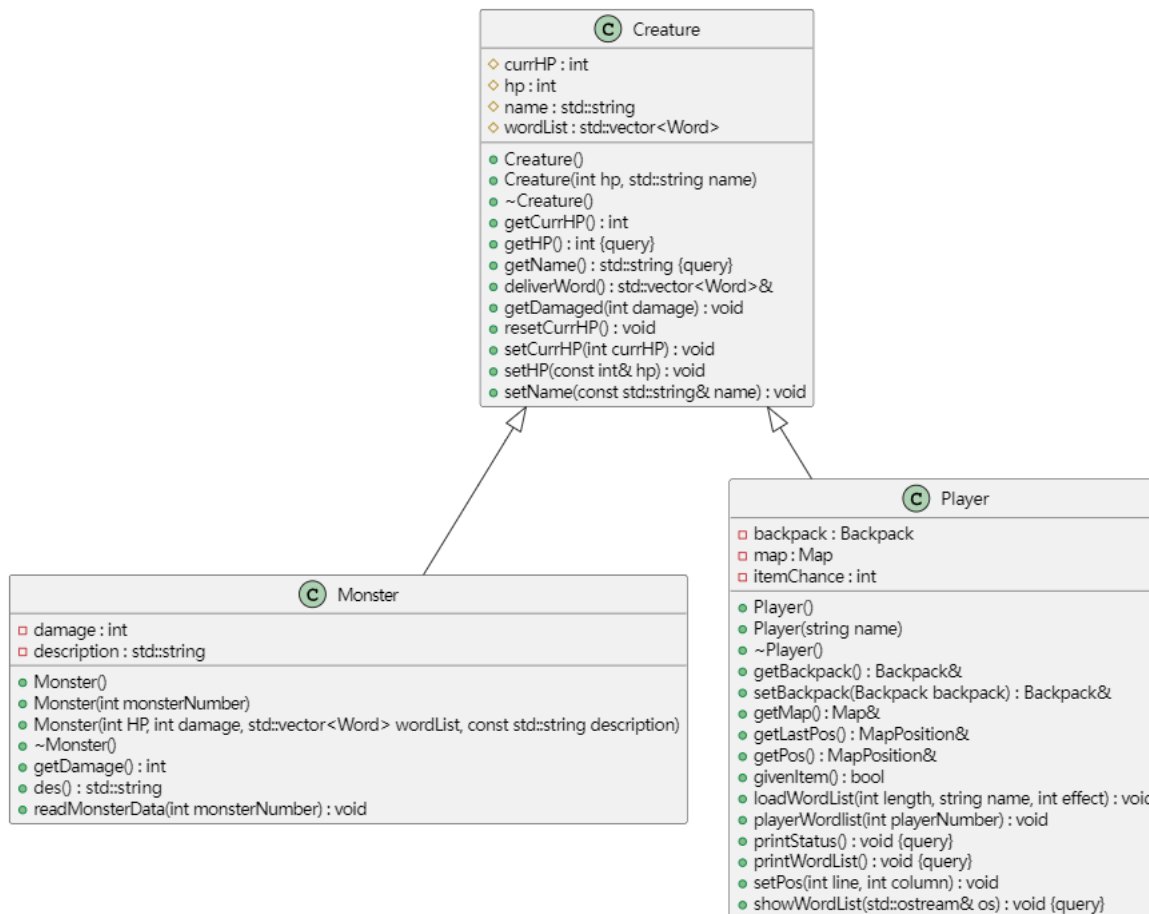 C Creature
currHP : int
hp : int
name : std::string
wordList : std::vector<Word>
Creature()
Creature(int hp, std::string name)
~Creature()
getCurrHP() : int
getHP() : int {query}
getName() : std::string {query}
deliverWord() : std::vector<Word>&
getDamaged(int damage) : void
resetCurrHP() : void
setCurrHP(int currHP) : void
setHP(const int& hp) : void
setName(const std::string& name) : void
C Monster
damage : int
description : std::string
Monster()
Monster(int monsterNumber)
Monster(int HP, int damage, std::vector<Word> wordList, const std::string description)
~Monster()
getDamage() : int
des() : std::string
readMonsterData(int monsterNumber) : void
C Player
backpack : Backpack
map : Map
itemChance : int
Player()
Player(string name)
~Player()
getBackpack() : Backpack&
setBackpack(Backpack backpack) : Backpack&
getMap() : Map&
getLastPos() : MapPosition&
getPos() : MapPosition&
givenItem() : bool
loadWordList(int length, string name, int effect) : void
playerWordlist(int playerNumber) : void
printStatus() : void {query}
printWordList() : void {query}
setPos(int line, int column) : void
showWordList(std::ostream& os) : void {query}